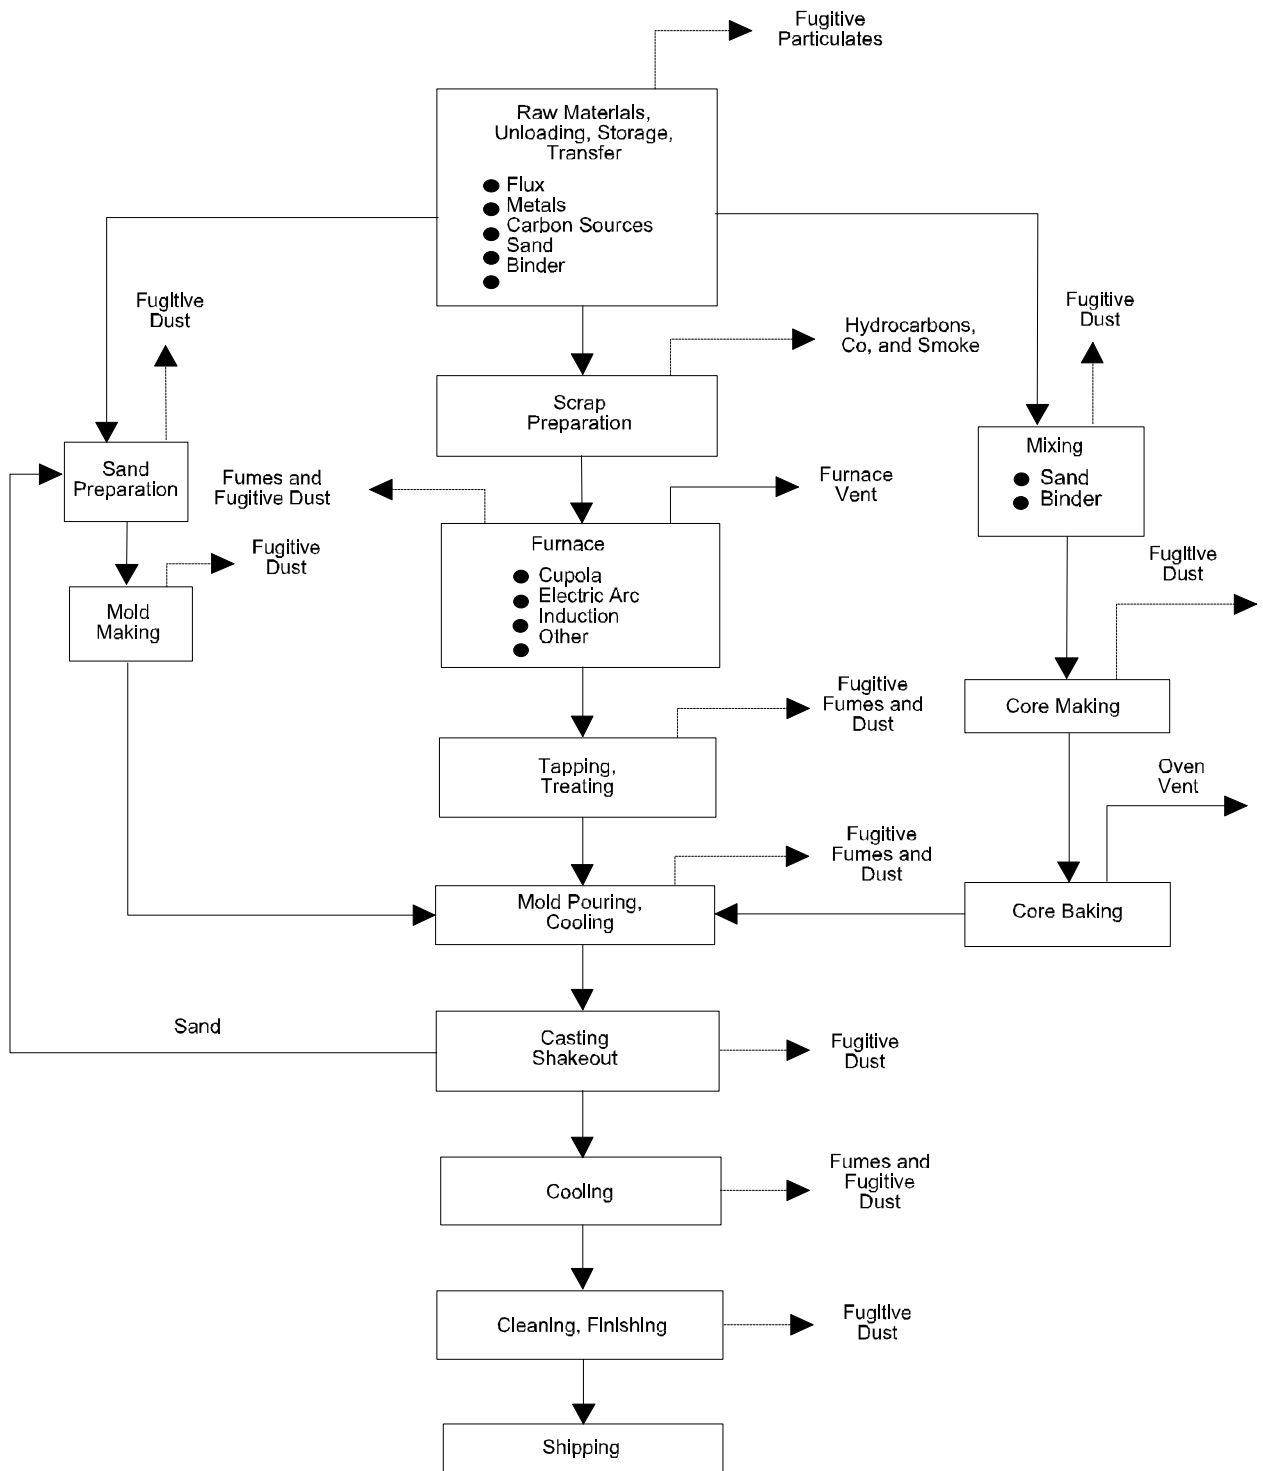 Fugitive
Particulates
Raw Materials,
Unloading, Storage,
Transfer
Flux
Metals
Carbon Sources
Sand
Binder
Fugitive
Dust
Fugitive
Dust
Hydrocarbons,
Co, and Smoke
Scrap
Preparation
Mixing
Sand
Binder
Sand
Preparation
Fumes and
Fugitive Dust
Furnace
Vent
Fugitive
Dust
Furnace
Cupola
Electric Arc
Induction
Other
Fugitive
Dust
Mold
Making
Fugitive
Fumes and
Dust
Core Making
Tapping,
Treating
Oven
Vent
Fugitive
Fumes and
Dust
Mold Pouring,
Cooling
Core Baking
Sand
Casting
Shakeout
Fugitive
Dust
Cooling
Fumes and
Fugitive
Dust
Cleaning, Finishing
Fugitive
Dust
Shipping